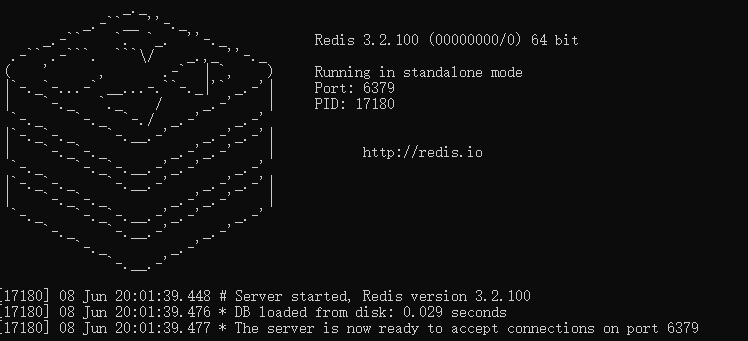 Redis 3.2.100 (00000000/0) 64 bit
Running in standalone mode
Port: 6379
PID: 17180
http://redis.io
[17180] 08 Jun 20:01:39.448 # Server started, Redis version 3.2.100
[17180] 08 Jun 20:01:39.476 * DB loaded from disk: 0.029 seconds
[17180] 08 Jun 20:01:39.477 * The server is now ready to accept connections on port 6379